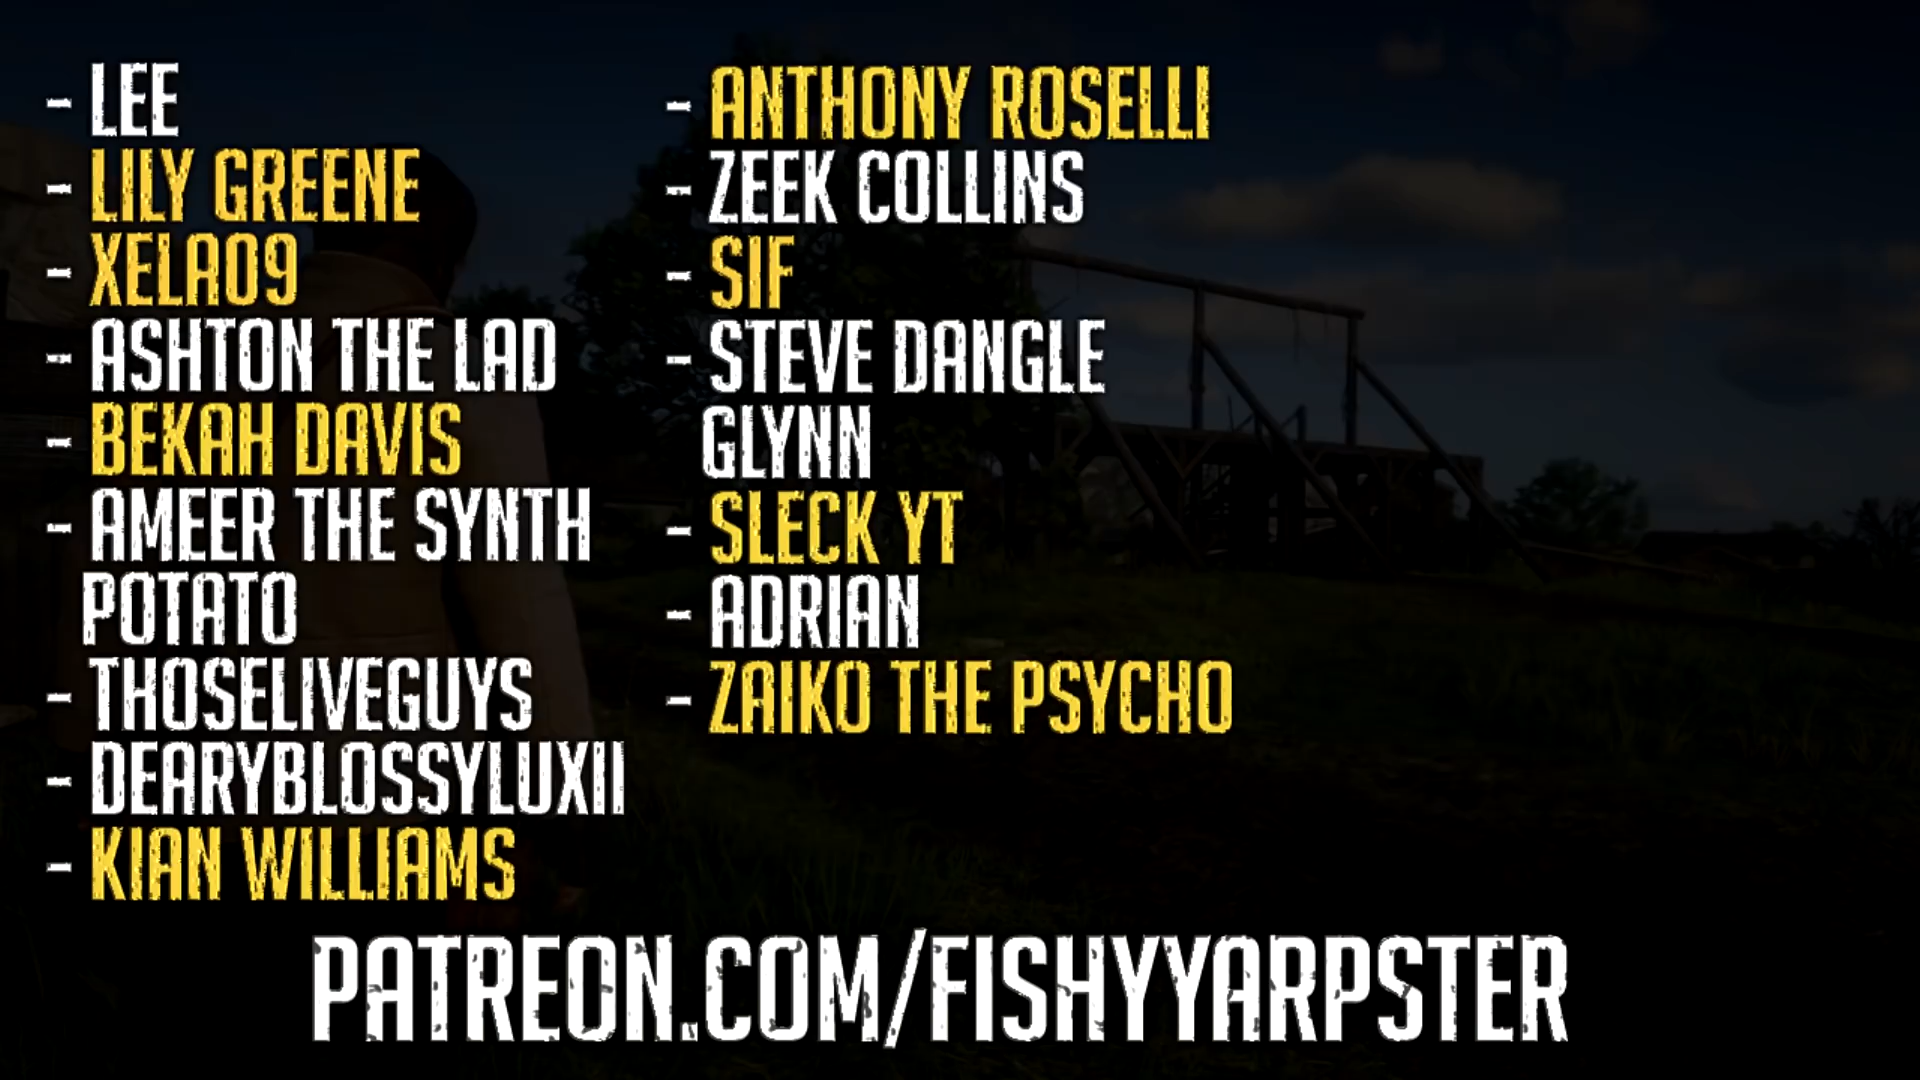 - LEE
- LILY GREENE
- XELA09
- ASHTON THE LAD
- BEKAH DAVIS
- AMEER THE SYNTH
POTATO
- THOSELIVEGUYS
- DEARYBLOSSYLUXII
- KIAN WILLIAMS
- ANTHONY ROSELLI
- ZEEK COLLINS
- SIF
- STEVE DANGLE
GLYNN
- SLECK YT
- ADRIAN
- ZAIKO THE PSYCHO
PATREON.COM/FISHYYARPSTER